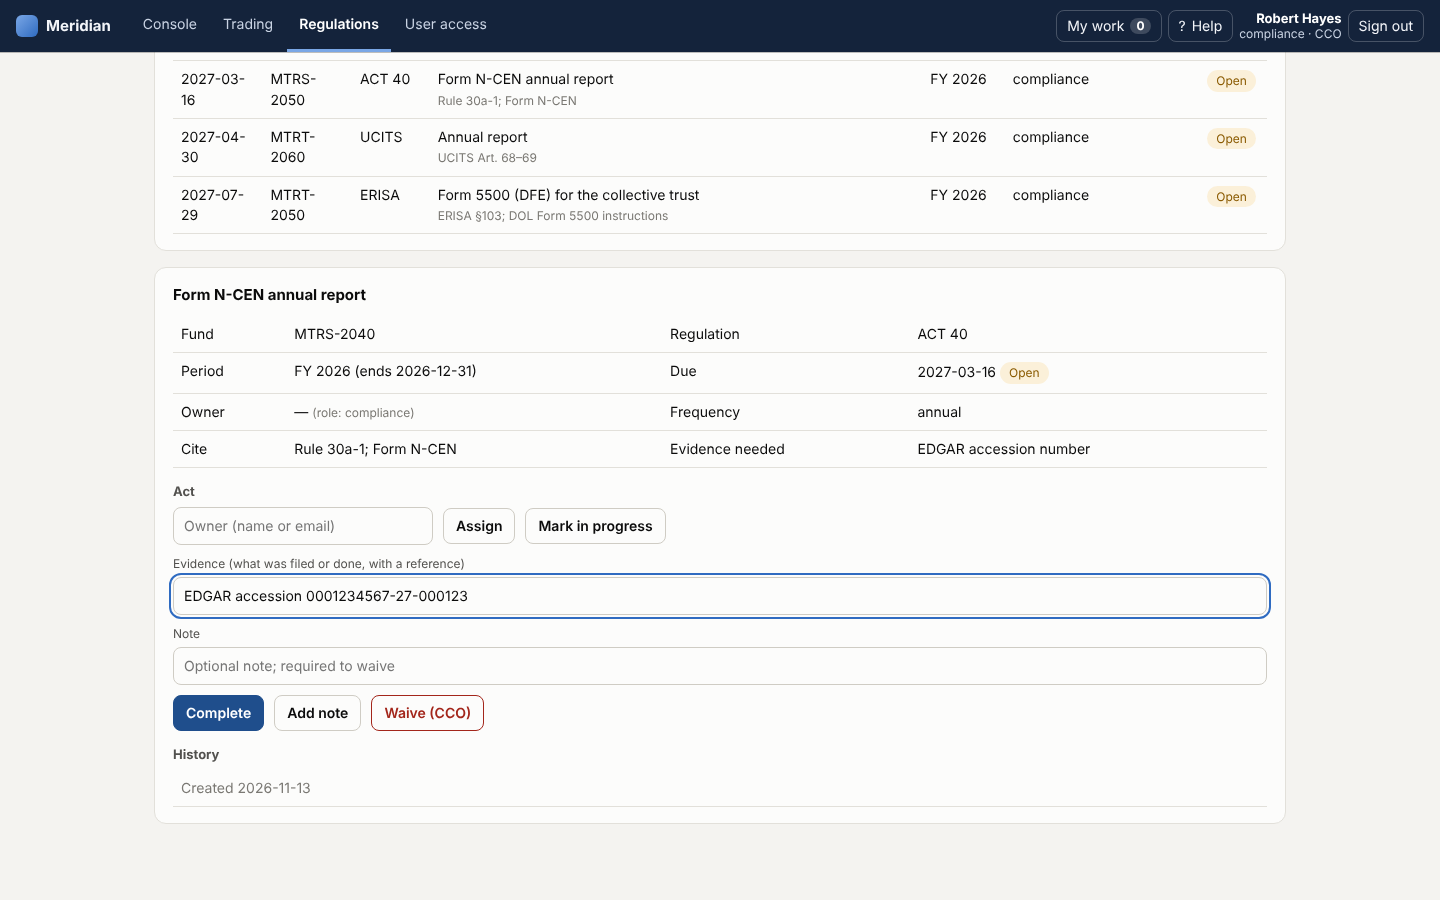 Meridian
Console
Trading
Regulations
User access
My work 0
? Help
Robert Hayes
compliance · CCO
Sign out
2027-03-16 MTRS-2050 ACT 40 Form N-CEN annual report FY 2026 compliance Open
Rule 30a-1; Form N-CEN
2027-04-30 MTRT-2060 UCITS Annual report FY 2026 compliance Open
UCITS Art. 68–69
2027-07-29 MTRT-2050 ERISA Form 5500 (DFE) for the collective trust FY 2026 compliance Open
ERISA §103; DOL Form 5500 instructions
Form N-CEN annual report
Fund MTRS-2040 Regulation ACT 40
Period FY 2026 (ends 2026-12-31) Due 2027-03-16 Open
Owner — (role: compliance) Frequency annual
Cite Rule 30a-1; Form N-CEN Evidence needed EDGAR accession number
Act
Owner (name or email) Assign Mark in progress
Evidence (what was filed or done, with a reference)
EDGAR accession 0001234567-27-000123
Note
Optional note; required to waive
Complete Add note Waive (CCO)
History
Created 2026-11-13